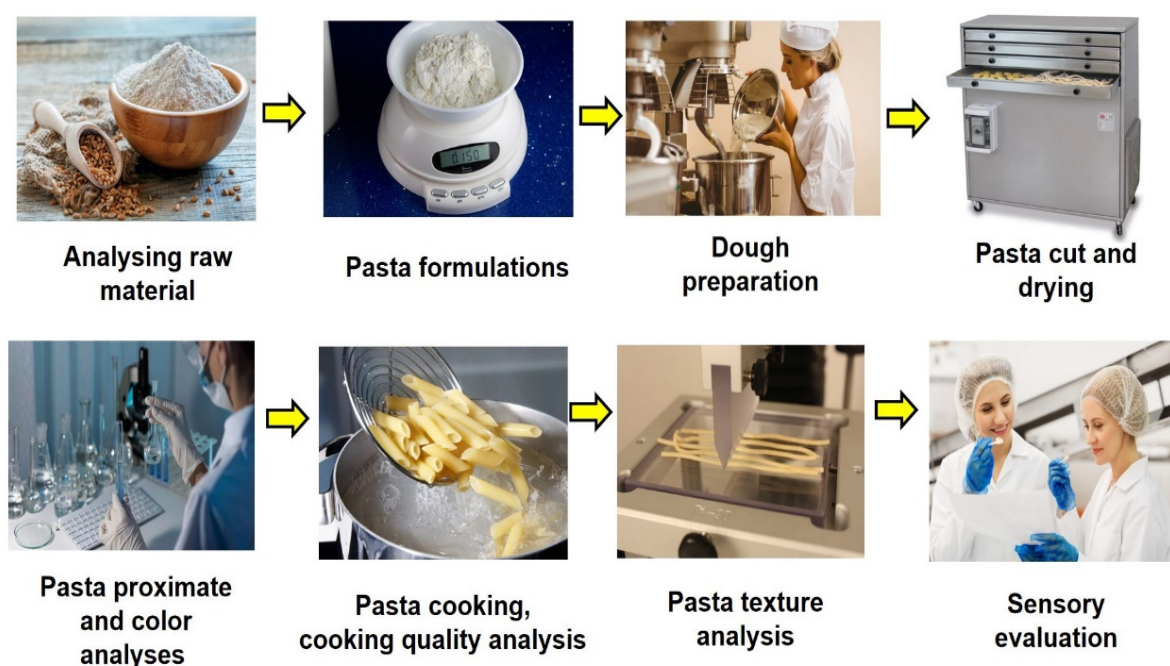 0150
Analysing raw
material
Pasta formulations
Dough
preparation
Pasta cut and
drying
Pasta proximate
and color
analyses
Pasta cooking,
cooking quality analysis
Pasta texture
analysis
Sensory
evaluation